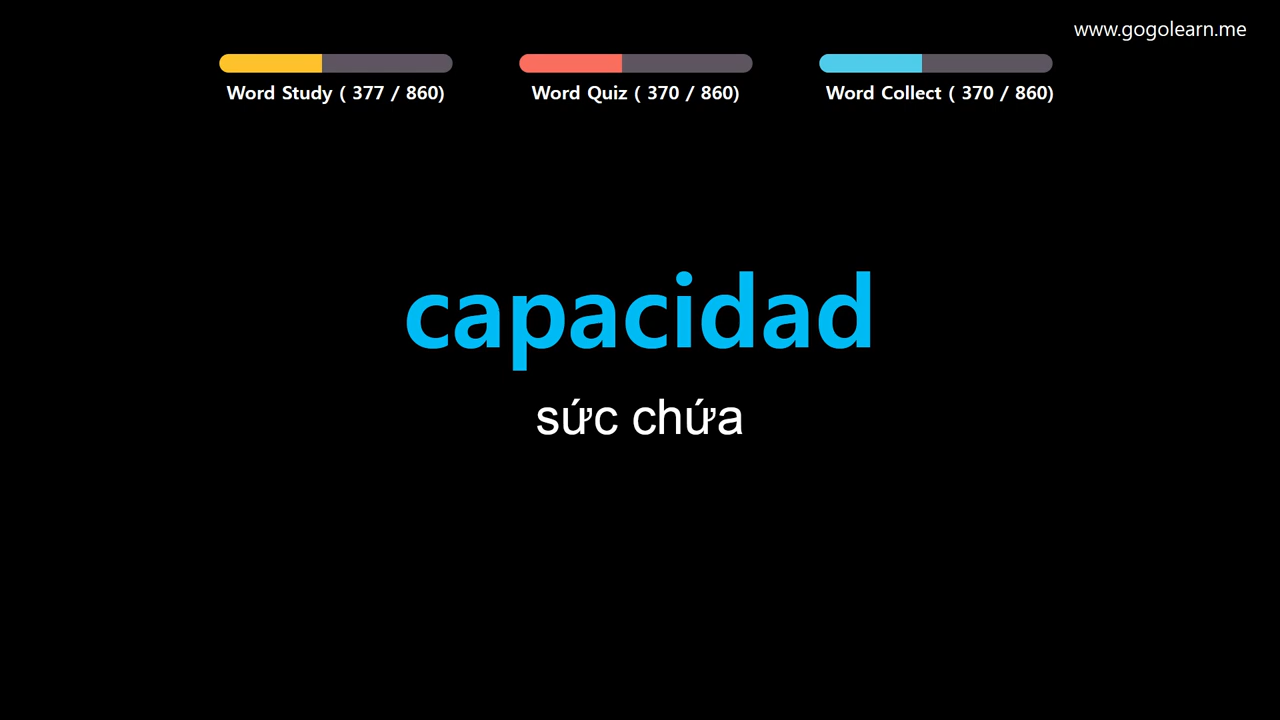 www.gogolearn.me
Word Study ( 377 / 860)
Word Quiz ( 370 / 860)
Word Collect ( 370 / 860)
capacidad
sức chứa